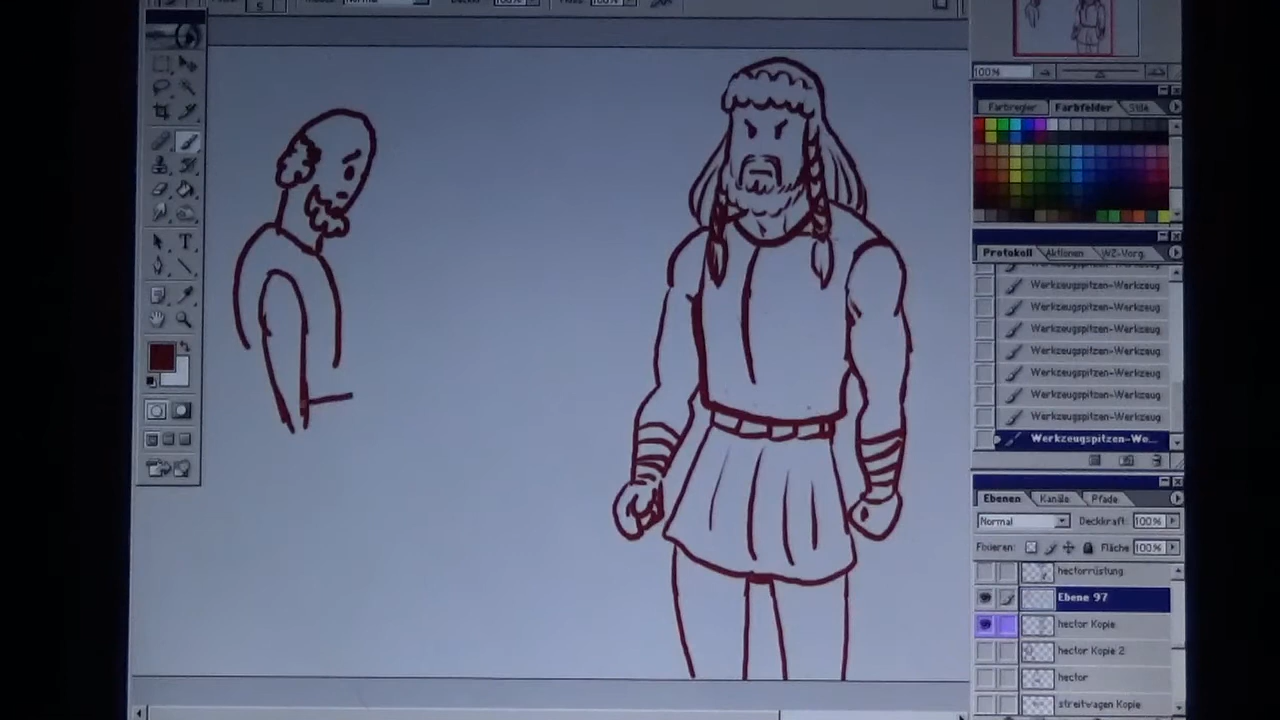 100%
Farbregler Farbfelder Stile
Protokoll Aktionen WZ-Vorg.
Werkzeugspitzen-Werkzeug
Werkzeugspitzen-Werkzeug
Werkzeugspitzen-Werkzeug
Werkzeugspitzen-Werkzeug
Werkzeugspitzen-Werkzeug
Werkzeugspitzen-Werkzeug
Werkzeugspitzen-Werkzeug
Werkzeugspitzen-We...
Ebenen Kanäle Pfade
Normal Deckkraft: 100%
Fixieren: Fläche 100%
hectorrüstung
Ebene 97
hector Kopie
hector Kopie 2
hector
streitwagen Kopie